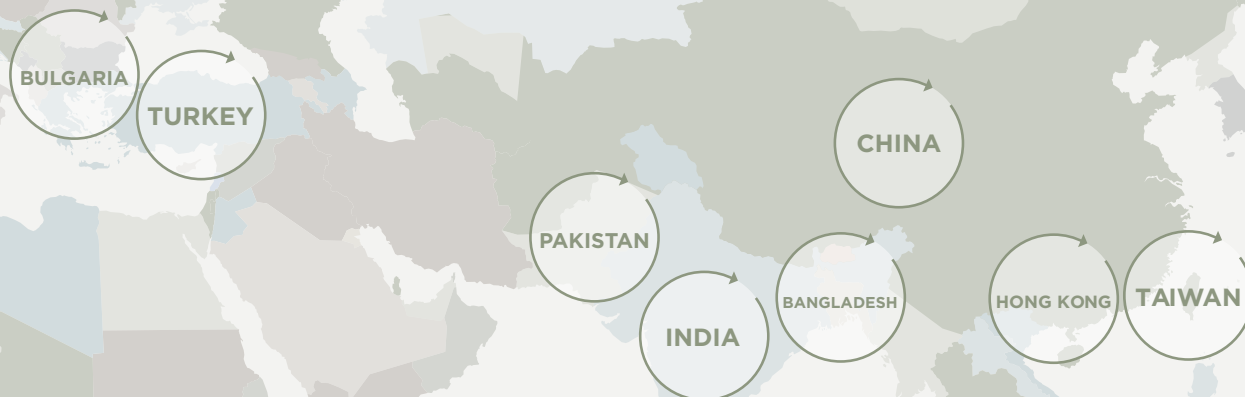 BULGARIA
TURKEY
CHINA
PAKISTAN
INDIA
BANGLADESH
HONG KONG
TAIWAN